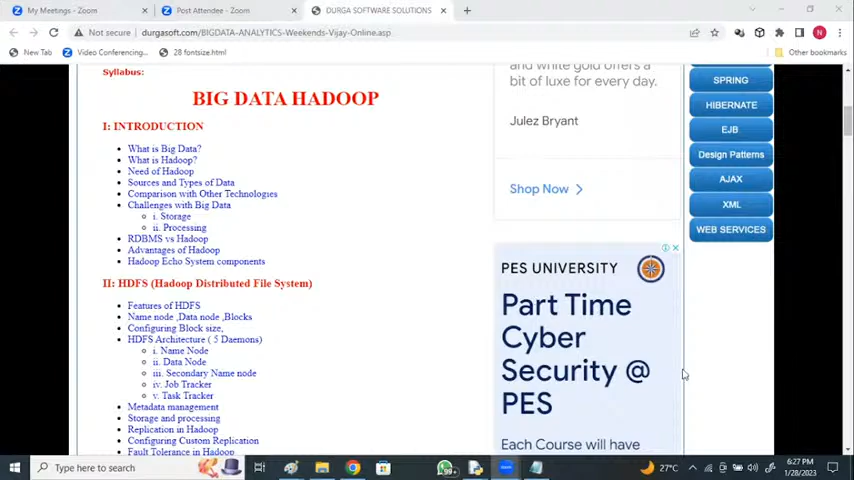 My Meetings - Zoom
Post Attendee - Zoom
DURGA SOFTWARE SOLUTIONS
Not secure
durgasoft.com/BIGDATA-ANALYTICS-Weekends-Vijay-Online.asp
N
New Tab
Video Conferencing...
28 fontsize.html
Other bookmarks
Syllabus:
BIG DATA HADOOP
I: INTRODUCTION
What is Big Data?
What is Hadoop?
Need of Hadoop
Sources and Types of Data
Comparison with Other Technologies
Challenges with Big Data
i. Storage
ii. Processing
RDBMS vs Hadoop
Advantages of Hadoop
Hadoop Echo System components
II: HDFS (Hadoop Distributed File System)
Features of HDFS
Name node ,Data node ,Blocks
Configuring Block size,
HDFS Architecture ( 5 Daemons)
i. Name Node
ii. Data Node
iii. Secondary Name node
iv. Job Tracker
v. Task Tracker
Metadata management
Storage and processing
Replication in Hadoop
Configuring Custom Replication
Fault Tolerance in Hadoop
and white gold offers a
bit of luxe for every day.
Julez Bryant
Shop Now
PES UNIVERSITY
Part Time
Cyber
Security @
PES
Each Course will have
SPRING
HIBERNATE
EJB
Design Patterns
AJAX
XML
WEB SERVICES
Type here to search
99+
27°C
6:27 PM
1/28/2023